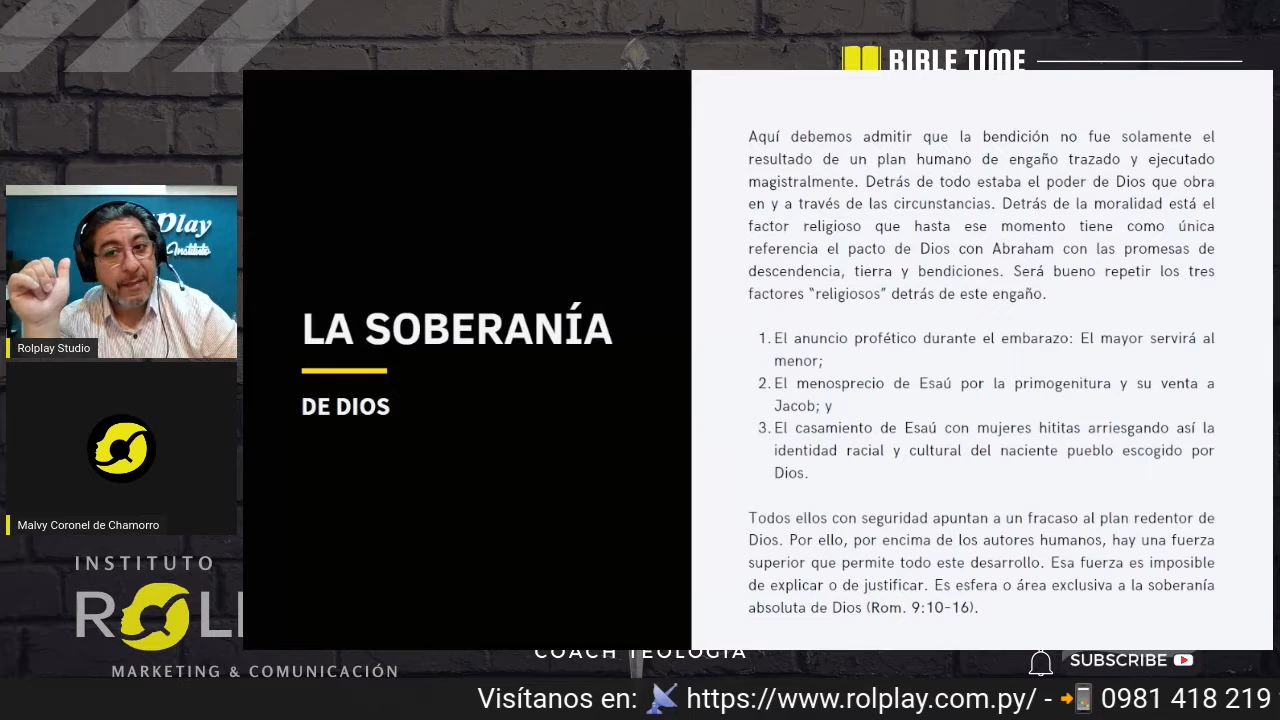 BIBLE TIME
Aquí debemos admitir que la bendición no fue solamente el
resultado de un plan humano de engaño trazado y ejecutado
magistralmente. Detrás de todo estaba el poder de Dios que obra
en y a través de las circunstancias. Detrás de la moralidad está el
factor religioso que hasta ese momento tiene como única
referencia el pacto de Dios con Abraham con las promesas de
descendencia, tierra y bendiciones. Será bueno repetir los tres
factores “religiosos” detrás de este engaño.
1. El anuncio profético durante el embarazo: El mayor servirá al
menor;
2. El menosprecio de Esaú por la primogenitura y su venta a
Jacob; y
3. El casamiento de Esaú con mujeres hititas arriesgando así la
identidad racial y cultural del naciente pueblo escogido por
Dios.
Todos ellos con seguridad apuntan a un fracaso al plan redentor de
Dios. Por ello, por encima de los autores humanos, hay una fuerza
superior que permite todo este desarrollo. Esa fuerza es imposible
de explicar o de justificar. Es esfera o área exclusiva a la soberanía
absoluta de Dios (Rom. 9:10-16).
LA SOBERANÍA
DE DIOS
Play
Institute
Rolplay Studio
Malvy Coronel de Chamorro
INSTITUTO
ROL
MARKETING & COMUNICACIÓN
COACH TEOLOGÍA
SUBSCRIBE
Visítanos en: https://www.rolplay.com.py/ - 0981 418 219